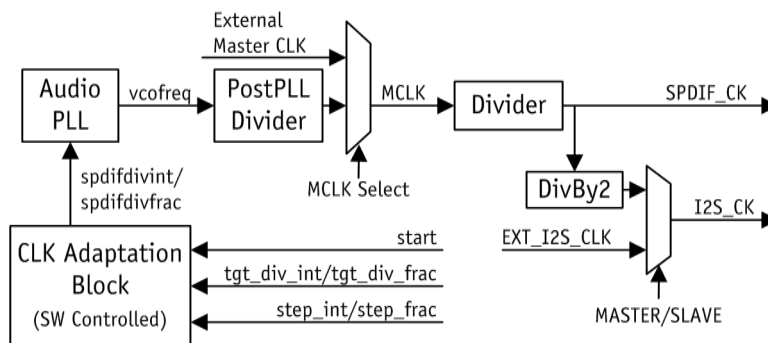 External
Master CLK
Audio
PLL
vcofreq
PostPLL
Divider
MCLK
Divider
SPDIF_CK
MCLK Select
spdifdivint/
spdifdivfrac
DivBy2
I2S_CK
EXT_I2S_CLK
MASTER/SLAVE
CLK Adaptation
Block
(SW Controlled)
start
tgt_div_int/tgt_div_frac
step_int/step_frac